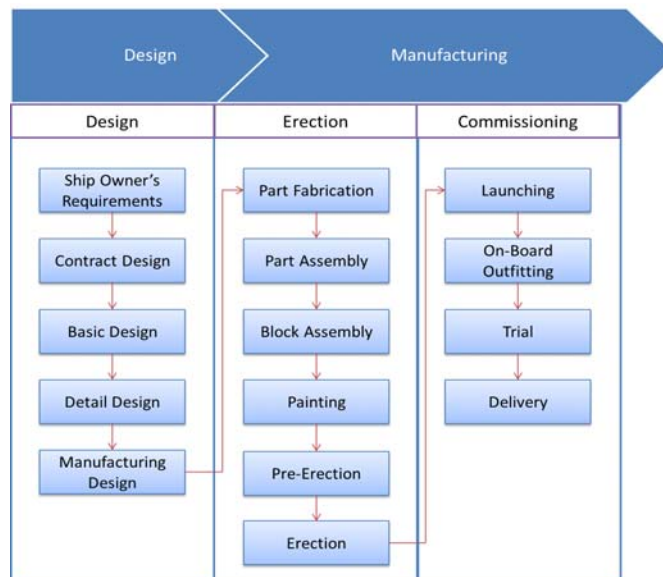 Design
Manufacturing
Design
Erection
Commissioning
Ship Owner's
Requirements
Contract Design
Basic Design
Detail Design
Manufacturing
Design
Part Fabrication
Part Assembly
Block Assembly
Painting
Pre-Erection
Erection
Launching
On-Board
Outfitting
Trial
Delivery